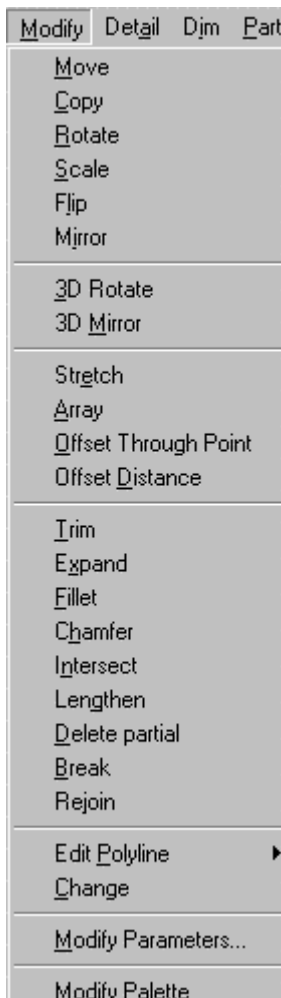 Modify Detail Dim Part
Move
Copy
Rotate
Scale
Flip
Mirror
3D Rotate
3D Mirror
Stretch
Array
Offset Through Point
Offset Distance
Trim
Expand
Fillet
Chamfer
Intersect
Lengthen
Delete partial
Break
Rejoin
Edit Polyline
Change
Modify Parameters...
Modify Palette